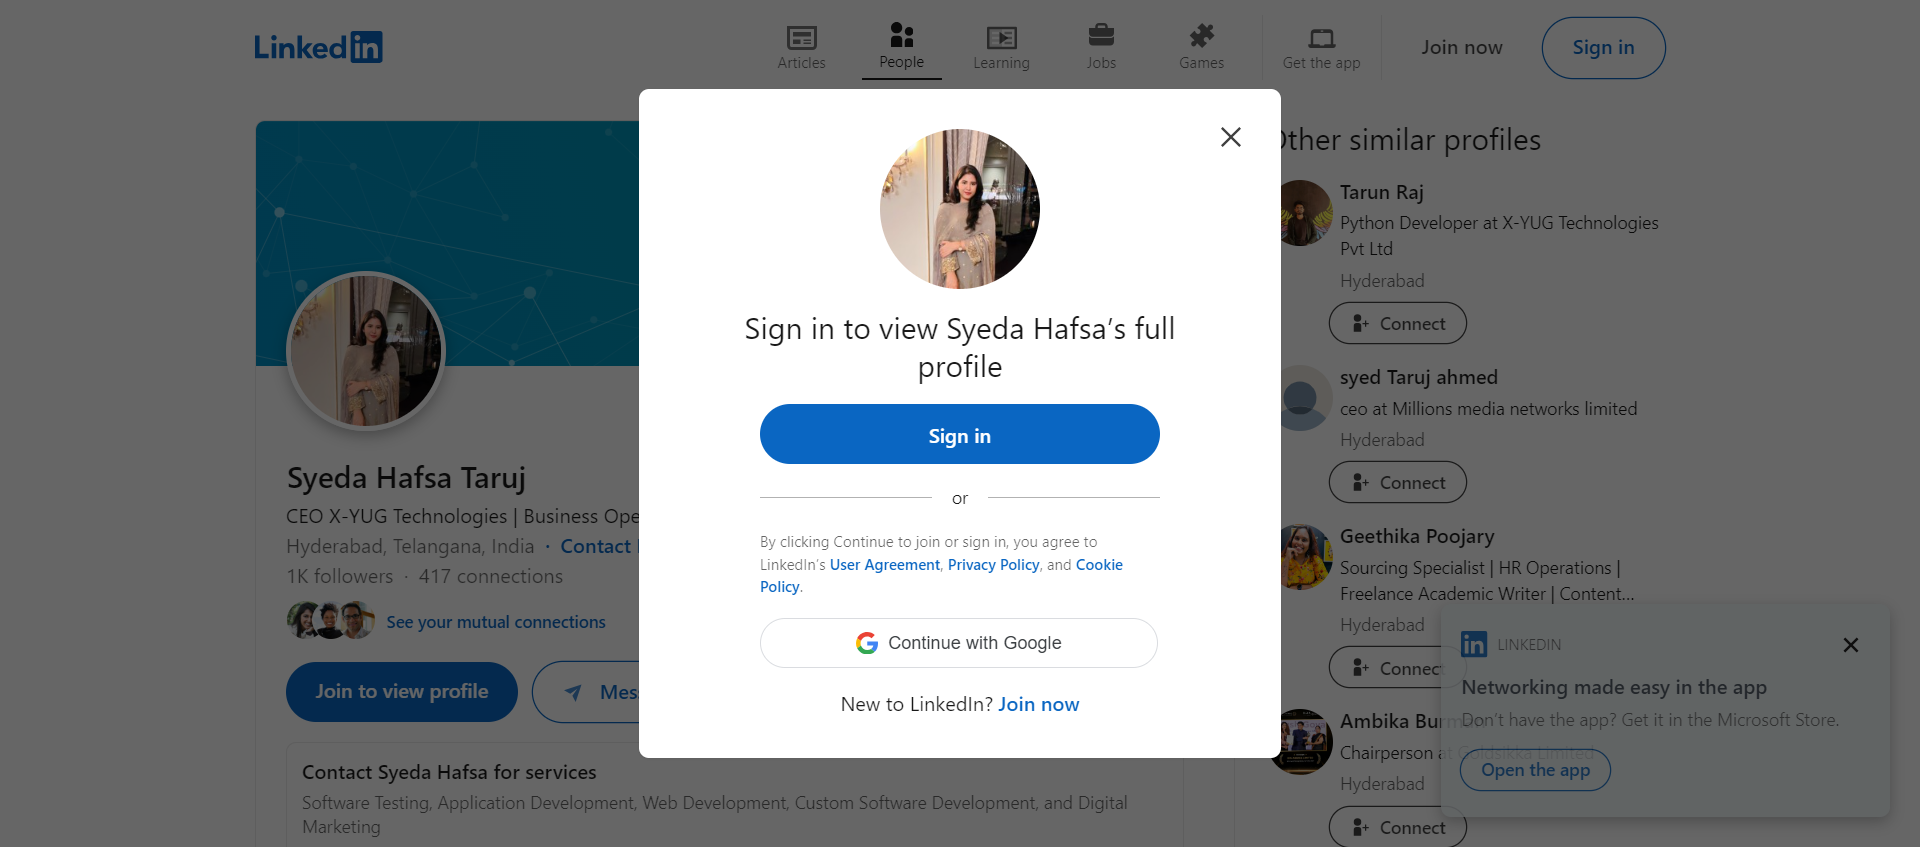 LinkedIn
Articles
People
Learning
Jobs
Games
Get the app
Join now
Sign in
Sign in to view Syeda Hafsa’s full
profile
Sign in
or
By clicking Continue to join or sign in, you agree to
LinkedIn’s User Agreement, Privacy Policy, and Cookie
Policy.
Continue with Google
New to LinkedIn? Join now
Syeda Hafsa Taruj
CEO X-YUG Technologies | Business
Hyderabad, Telangana, India · Contact
1K followers · 417 connections
See your mutual connections
Join to view profile
Contact Syeda Hafsa for services
Software Testing, Application Development, Web Development, Custom Software Development, and Digital
Marketing
Other similar profiles
Tarun Raj
Python Developer at X-YUG Technologies
Pvt Ltd
Hyderabad
Connect
syed Taruj ahmed
ceo at Millions media networks limited
Hyderabad
Connect
Geethika Poojary
Sourcing Specialist | HR Operations |
Freelance Academic Writer | Content...
Hyderabad
Connect
Ambika
Chairperson at Goldsikka Limited
Hyderabad
Connect
LINKEDIN
Networking made easy in the app
Don’t have the app? Get it in the Microsoft Store.
Open the app